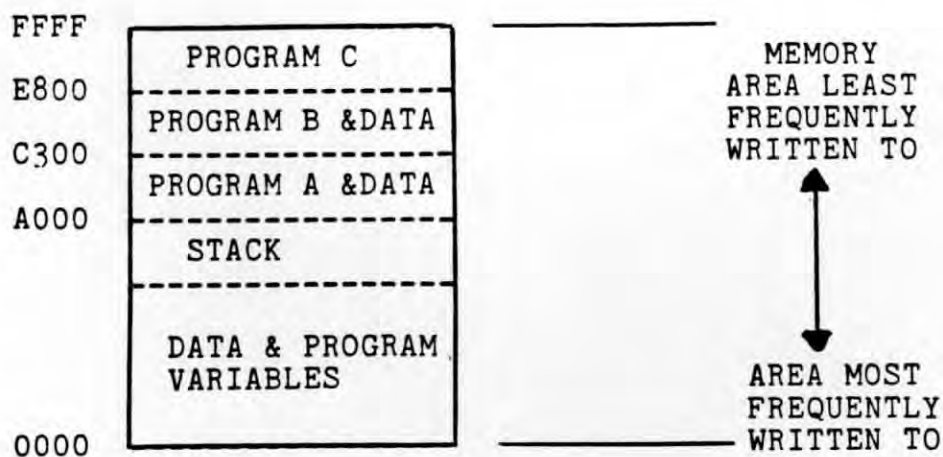 FFFF
PROGRAM C
E800
PROGRAM B &DATA
C300
PROGRAM A &DATA
A000
STACK
DATA & PROGRAM
VARIABLES
0000
MEMORY
AREA LEAST
FREQUENTLY
WRITTEN TO
AREA MOST
FREQUENTLY
WRITTEN TO